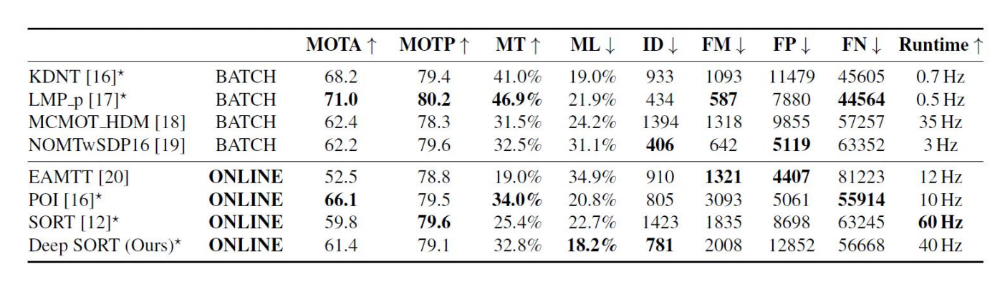 MOTA ↑ MOTP ↑ MT ↑ ML ↓ ID ↓ FM ↓ FP ↓ FN ↓ Runtime ↑
KDNT [16]* BATCH 68.2 79.4 41.0% 19.0% 933 1093 11479 45605 0.7 Hz
LMP_p [17]* BATCH 71.0 80.2 46.9% 21.9% 434 587 7880 44564 0.5 Hz
MCMOT_HDM [18] BATCH 62.4 78.3 31.5% 24.2% 1394 1318 9855 57257 35 Hz
NOMTwSDP16 [19] BATCH 62.2 79.6 32.5% 31.1% 406 642 5119 63352 3 Hz
EAMTT [20] ONLINE 52.5 78.8 19.0% 34.9% 910 1321 4407 81223 12 Hz
POI [16]* ONLINE 66.1 79.5 34.0% 20.8% 805 3093 5061 55914 10 Hz
SORT [12]* ONLINE 59.8 79.6 25.4% 22.7% 1423 1835 8698 63245 60 Hz
Deep SORT (Ours)* ONLINE 61.4 79.1 32.8% 18.2% 781 2008 12852 56668 40 Hz